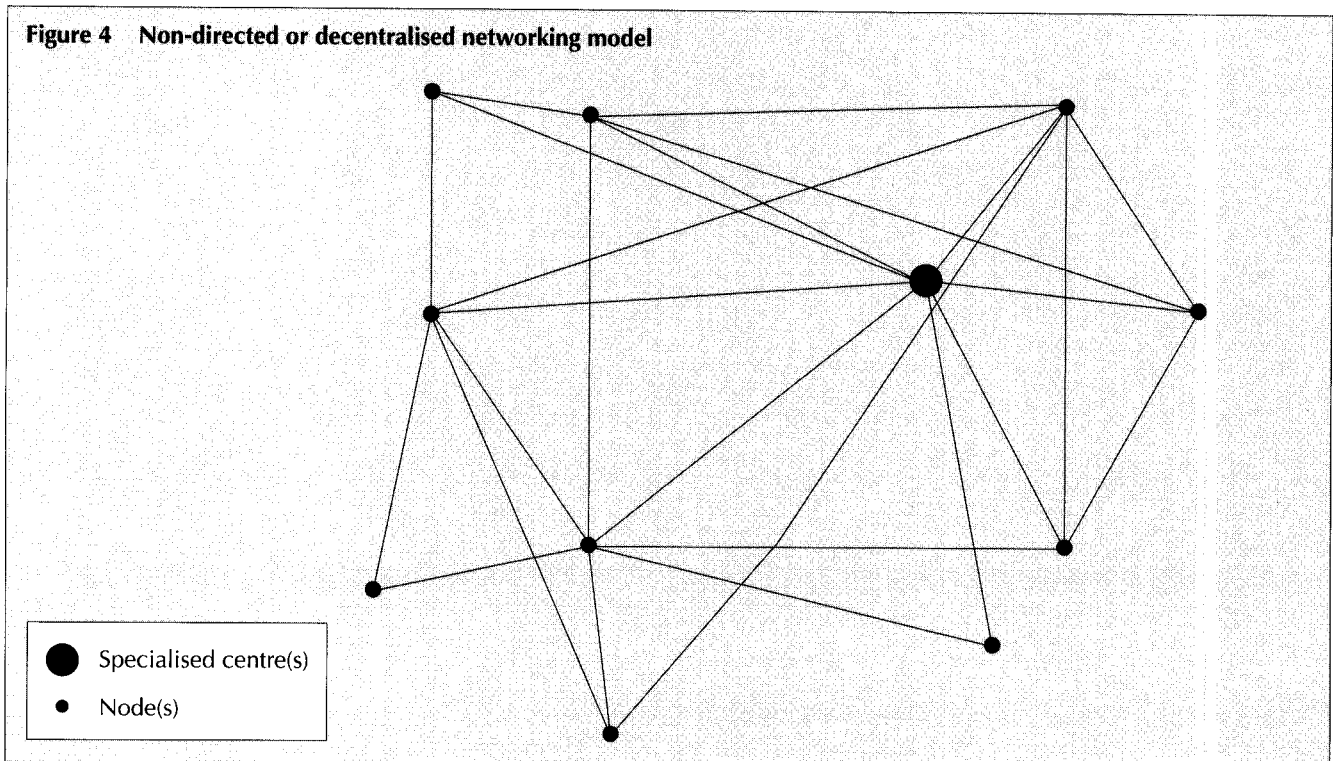 Figure 4 Non-directed or decentralised networking model
Specialised centre(s)
Node(s)